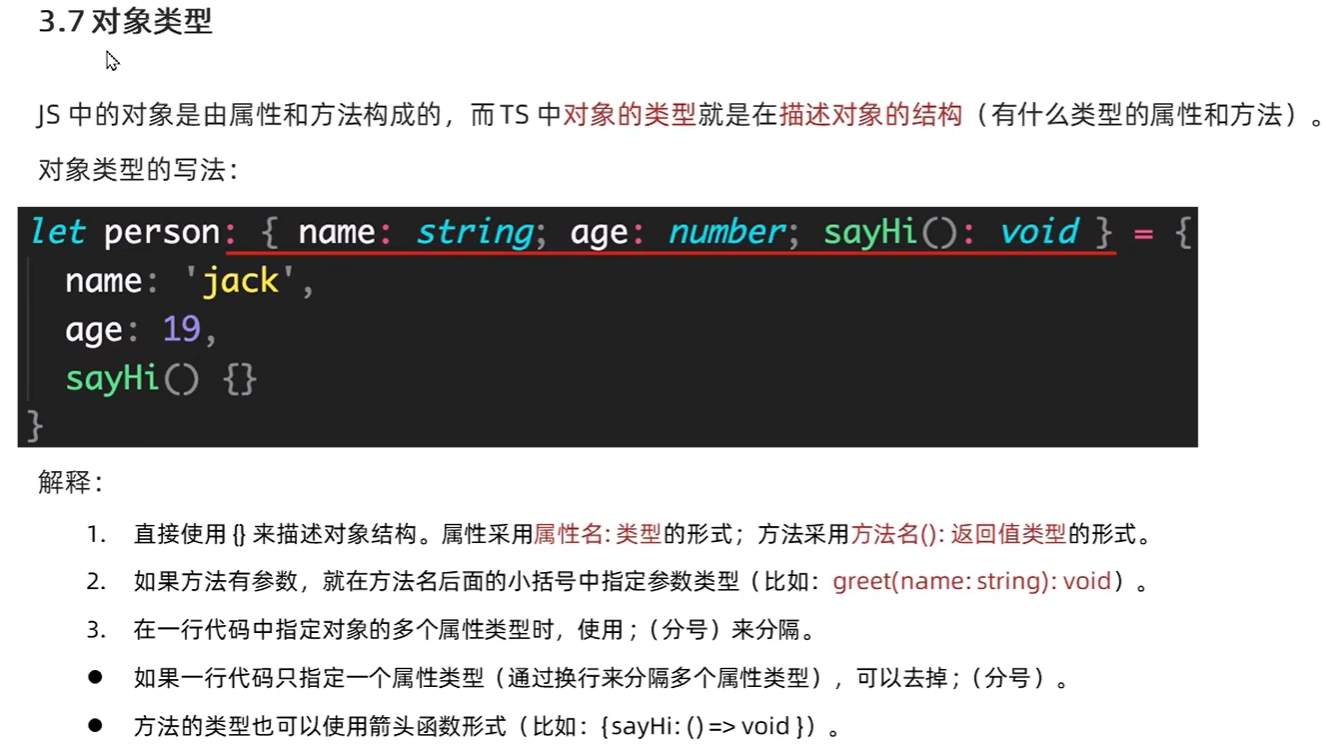 3.7 对象类型
JS 中的对象是由属性和方法构成的，而 TS 中对象的类型就是在描述对象的结构（有什么类型的属性和方法）。
对象类型的写法：
let person: { name: string; age: number; sayHi(): void } = {
name: 'jack',
age: 19,
sayHi() {}
}
解释：
1. 直接使用 {} 来描述对象结构。属性采用属性名: 类型的形式；方法采用方法名(): 返回值类型的形式。
2. 如果方法有参数，就在方法名后面的小括号中指定参数类型（比如：greet(name: string): void）。
3. 在一行代码中指定对象的多个属性类型时，使用 ;（分号）来分隔。
● 如果一行代码只指定一个属性类型（通过换行来分隔多个属性类型），可以去掉 ;（分号）。
● 方法的类型也可以使用箭头函数形式（比如：{ sayHi: () => void }）。